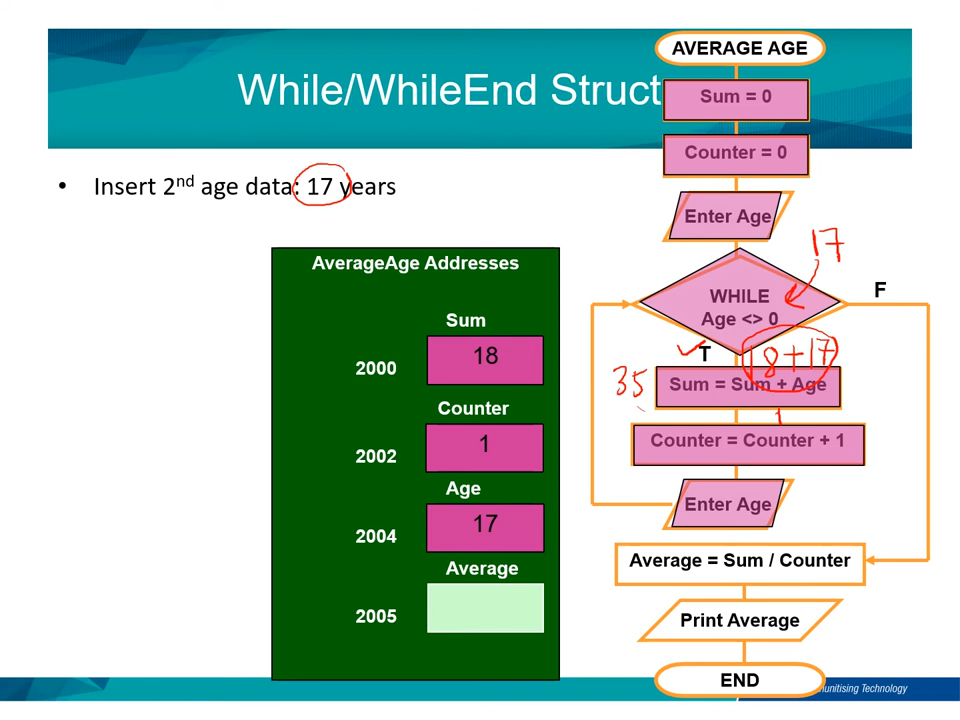 While/WhileEnd Struct
• Insert 2nd age data: 17 years
AverageAge Addresses
Sum
2000 18
Counter
2002 1
Age
2004 17
Average
2005
AVERAGE AGE
Sum = 0
Counter = 0
Enter Age
17
WHILE
Age <> 0
F
T
18+17
35
Sum = Sum + Age
1
Counter = Counter + 1
Enter Age
Average = Sum / Counter
Print Average
END
Technology